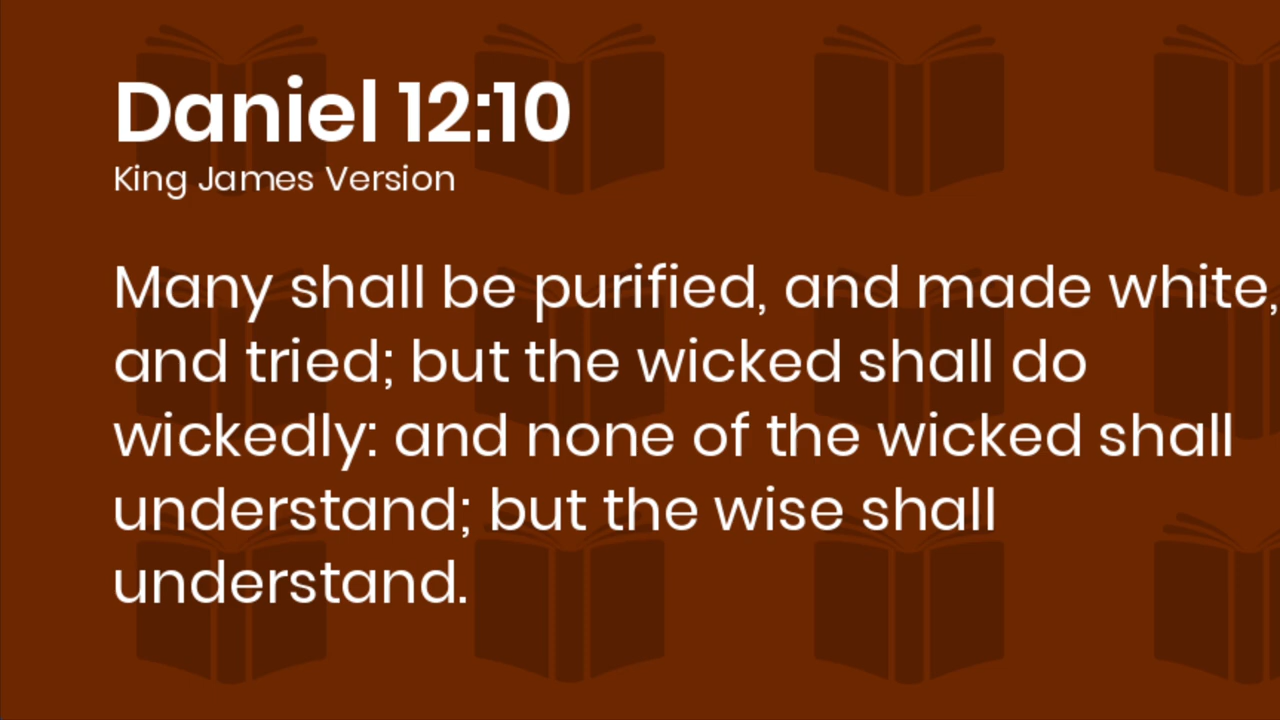 Daniel 12:10
King James Version
Many shall be purified, and made white,
and tried; but the wicked shall do
wickedly: and none of the wicked shall
understand; but the wise shall
understand.